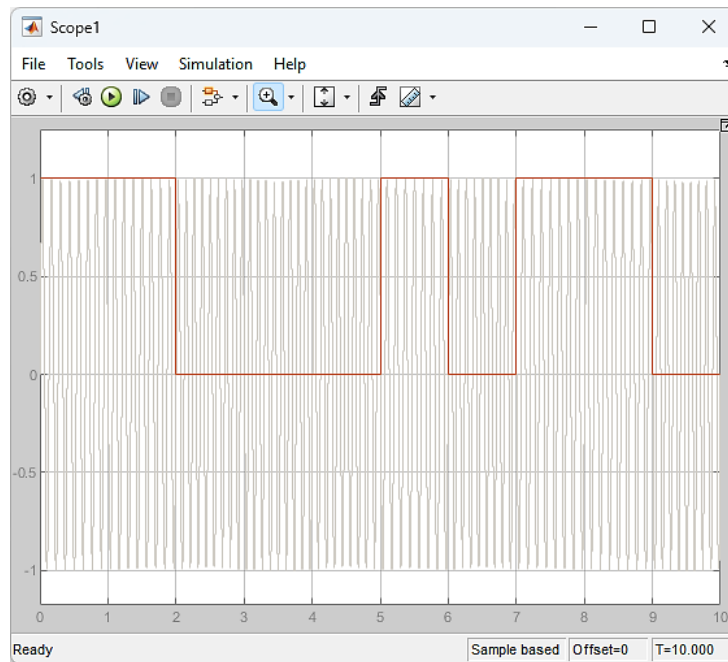 Scope1
File Tools View Simulation Help
1
0.5
0
-0.5
-1
0 1 2 3 4 5 6 7 8 9 10
Ready Sample based Offset=0 T=10.000